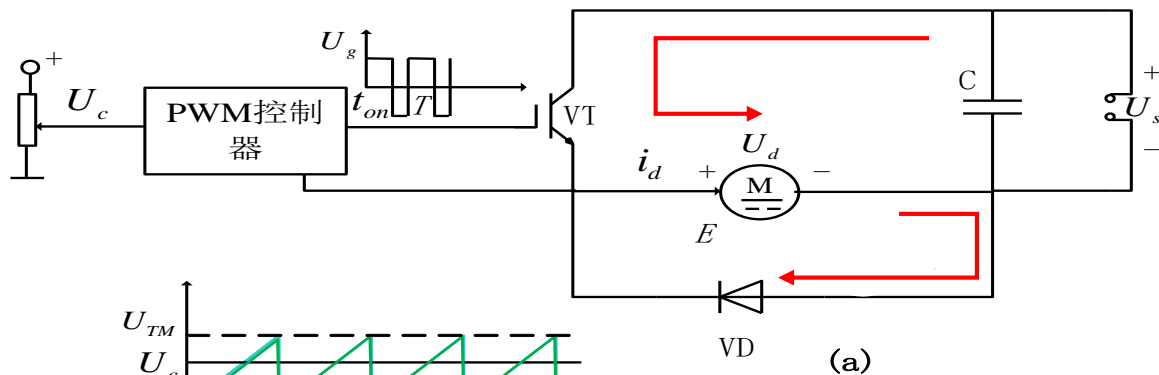 +
U_c
PWM控制
器
U_g
t_on
T
VT
C
+
U_s
−
U_d
i_d
+
M
−
E
VD
(a)
U_TM
U_c